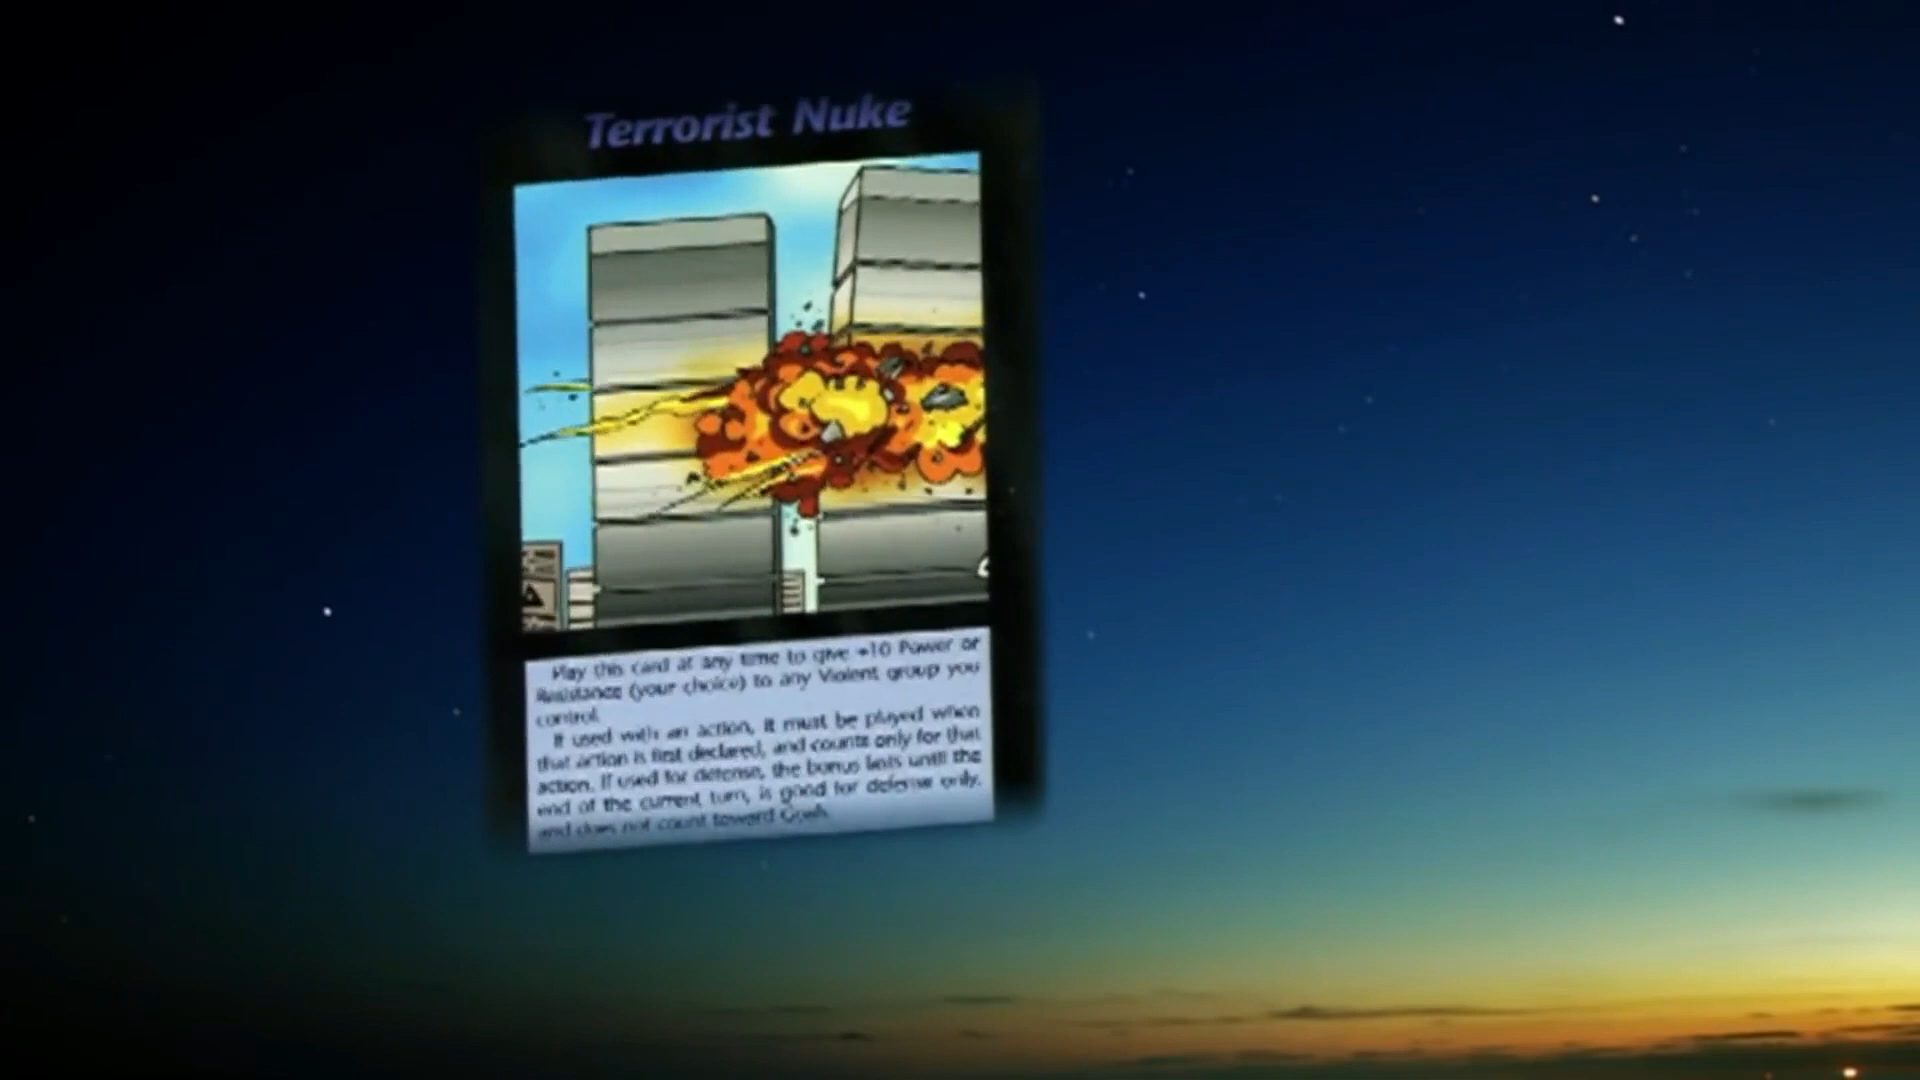 Terrorist Nuke
Play this card at any time to give +10 Power or
Resistance (your choice) to any Violent group you
control.
If used with an action, it must be played when
that action is first declared, and counts only for that
action. If used for defense, the bonus lasts until the
end of the current turn, is good for defense only,
and does not count toward Goals.